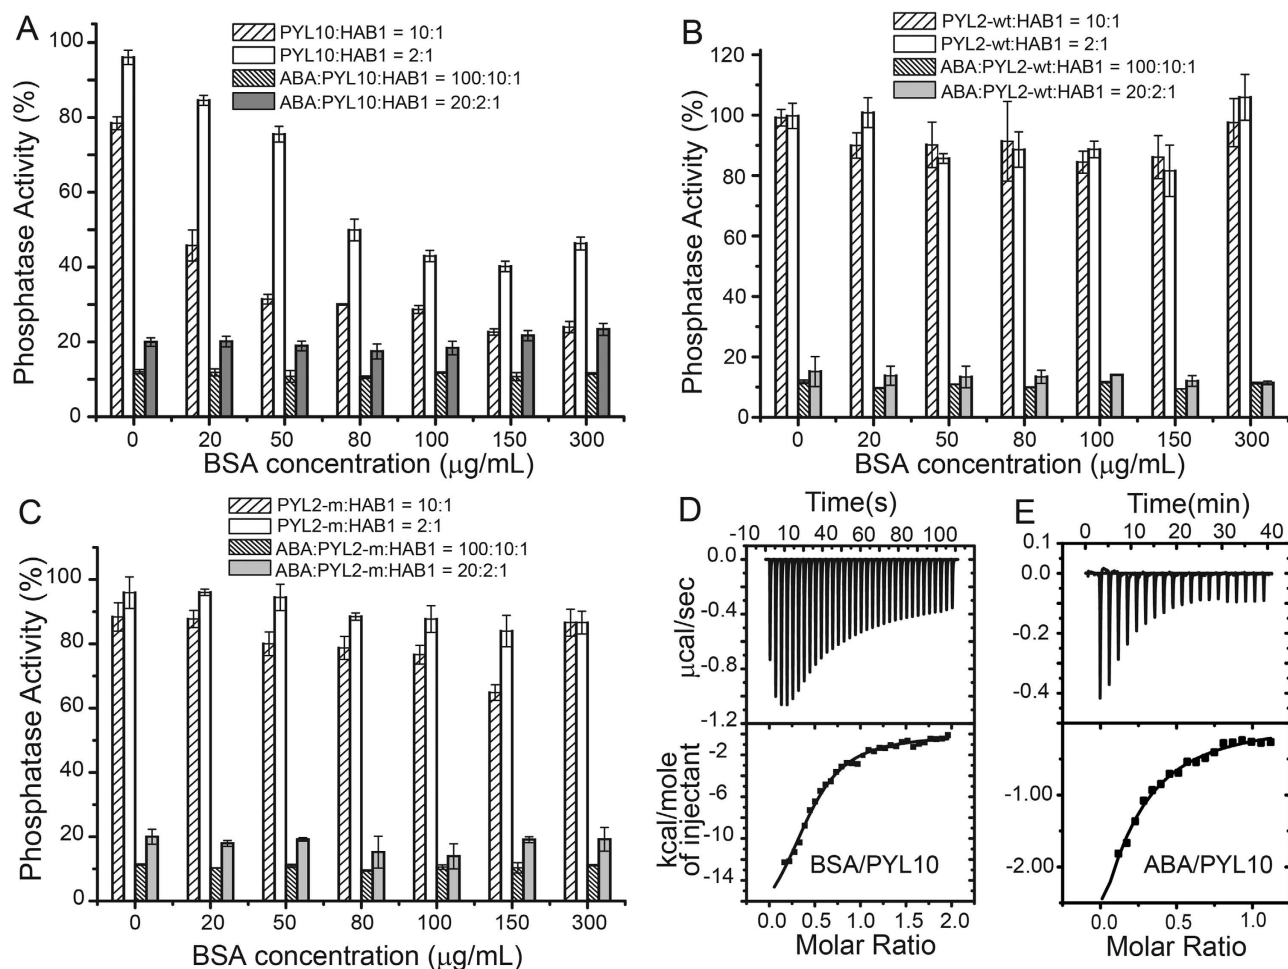 A
PYL10:HAB1 = 10:1
PYL10:HAB1 = 2:1
ABA:PYL10:HAB1 = 100:10:1
ABA:PYL10:HAB1 = 20:2:1
Phosphatase Activity (%)
100
80
60
40
20
0
0 20 50 80 100 150 300
BSA concentration (μg/mL)
B
PYL2-wt:HAB1 = 10:1
PYL2-wt:HAB1 = 2:1
ABA:PYL2-wt:HAB1 = 100:10:1
ABA:PYL2-wt:HAB1 = 20:2:1
Phosphatase Activity (%)
120
100
80
60
40
20
0
0 20 50 80 100 150 300
BSA concentration (μg/mL)
C
PYL2-m:HAB1 = 10:1
PYL2-m:HAB1 = 2:1
ABA:PYL2-m:HAB1 = 100:10:1
ABA:PYL2-m:HAB1 = 20:2:1
Phosphatase Activity (%)
100
80
60
40
20
0
0 20 50 80 100 150 300
BSA concentration (μg/mL)
D
Time(s)
-10 10 20 40 60 80 100
μcal/sec
0.0
-0.4
-0.8
-1.2
kcal/mole
of injectant
-2
-6
-10
-14
BSA/PYL10
0.0 0.5 1.0 1.5 2.0
Molar Ratio
E
Time(min)
0 10 20 30 40
0.1
0.0
-0.2
-0.4
-1.00
-2.00
ABA/PYL10
0.0 0.5 1.0
Molar Ratio